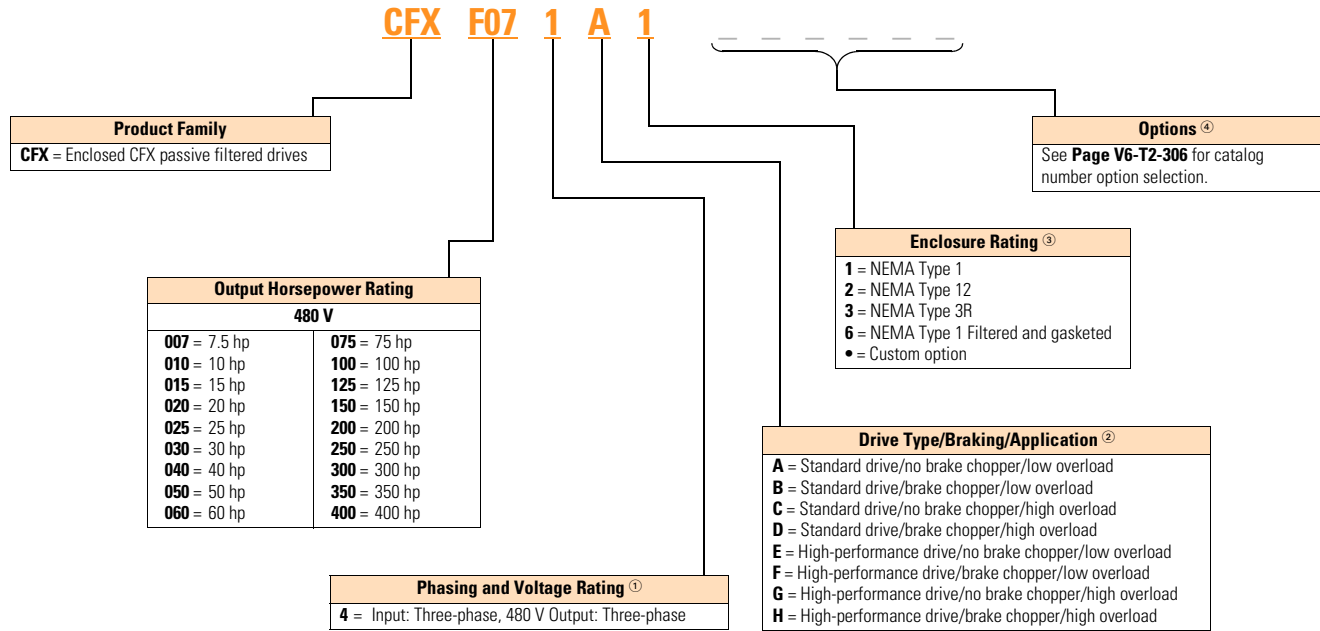 CFX F07 1 A 1 _ _ _ _ _ _
Product Family
CFX = Enclosed CFX passive filtered drives
Options ④
See Page V6-T2-306 for catalog
number option selection.
Enclosure Rating ③
1 = NEMA Type 1
2 = NEMA Type 12
3 = NEMA Type 3R
6 = NEMA Type 1 Filtered and gasketed
• = Custom option
Output Horsepower Rating
480 V
007 = 7.5 hp
010 = 10 hp
015 = 15 hp
020 = 20 hp
025 = 25 hp
030 = 30 hp
040 = 40 hp
050 = 50 hp
060 = 60 hp
075 = 75 hp
100 = 100 hp
125 = 125 hp
150 = 150 hp
200 = 200 hp
250 = 250 hp
300 = 300 hp
350 = 350 hp
400 = 400 hp
Drive Type/Braking/Application ②
A = Standard drive/no brake chopper/low overload
B = Standard drive/brake chopper/low overload
C = Standard drive/no brake chopper/high overload
D = Standard drive/brake chopper/high overload
E = High-performance drive/no brake chopper/low overload
F = High-performance drive/brake chopper/low overload
G = High-performance drive/no brake chopper/high overload
H = High-performance drive/brake chopper/high overload
Phasing and Voltage Rating ①
4 = Input: Three-phase, 480 V Output: Three-phase